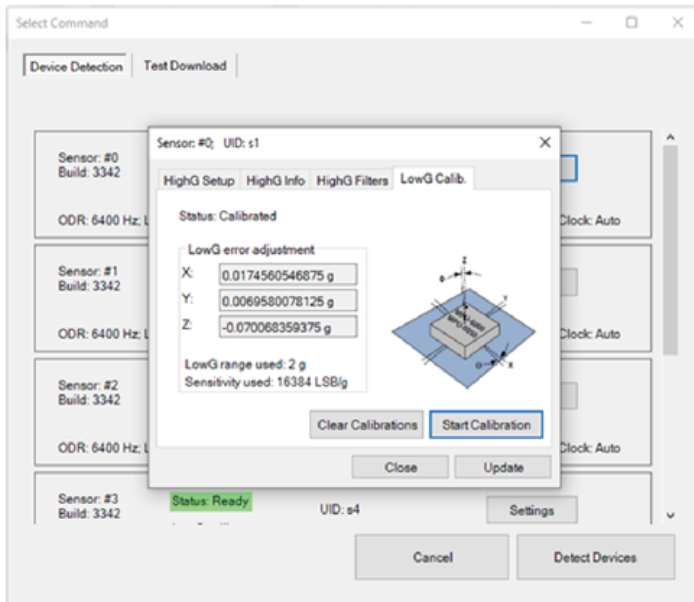 Select Command
Device Detection
Test Download
Sensor: #0
Build: 3342
ODR: 6400 Hz; L
Clock: Auto
Sensor: #1
Build: 3342
ODR: 6400 Hz; L
Clock: Auto
Sensor: #2
Build: 3342
ODR: 6400 Hz; L
Clock: Auto
Sensor: #3
Build: 3342
Status: Ready
UID: s4
Settings
Cancel
Detect Devices
Sensor: #0; UID: s1
HighG Setup
HighG Info
HighG Filters
LowG Calib.
Status: Calibrated
LowG error adjustment
X: 0.0174560546875 g
Y: 0.0069580078125 g
Z: -0.070068359375 g
LowG range used: 2 g
Sensitivity used: 16384 LSB/g
z
Y
X
MPU-6000
MPU-6050
Clear Calibrations
Start Calibration
Close
Update